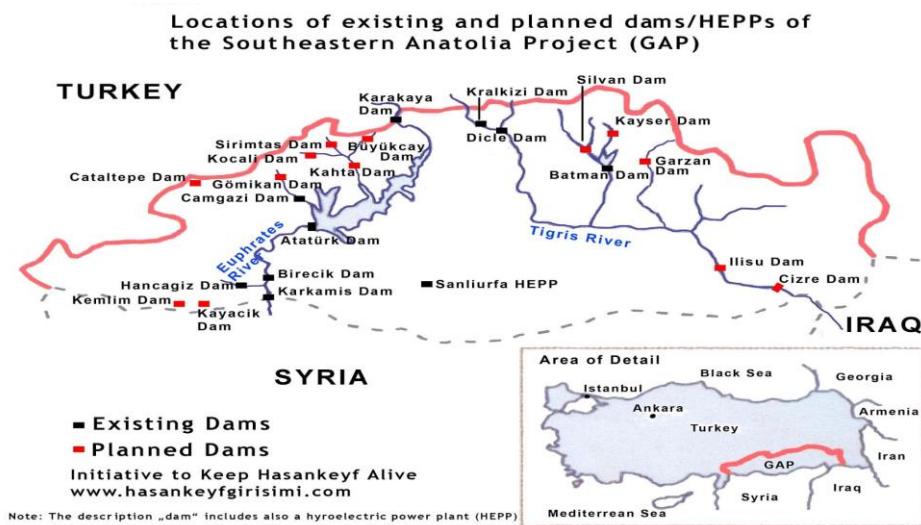 Locations of existing and planned dams/HEPPs of
the Southeastern Anatolia Project (GAP)
TURKEY
Karakaya
Dam
Kralkizi Dam
Silvan Dam
Kayser Dam
Dicle Dam
Sirimtas Dam
Büyükcay
Dam
Kocali Dam
Kahta Dam
Garzan
Dam
Batman Dam
Cataltepe Dam
Gömikan Dam
Camgazi Dam
Atatürk Dam
Tigris River
Euphrates
River
Birecik Dam
Ilisu Dam
Hancagiz Dam
Sanliurfa HEPP
Cizre Dam
Karkamis Dam
Kemlim Dam
Kayacik
Dam
IRAQ
SYRIA
Area of Detail
Black Sea
Georgia
Istanbul
Ankara
Armenia
Turkey
Iran
GAP
Syria
Iraq
Mediterrean Sea
Existing Dams
Planned Dams
Initiative to Keep Hasankeyf Alive
www.hasankeyfgirisimi.com
Note: The description „dam“ includes also a hyroelectric power plant (HEPP)